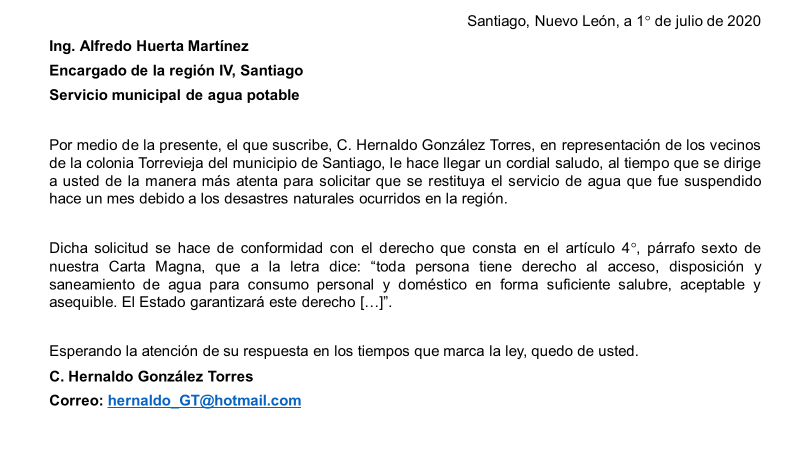 Santiago, Nuevo León, a 1° de julio de 2020
Ing. Alfredo Huerta Martínez
Encargado de la región IV, Santiago
Servicio municipal de agua potable
Por medio de la presente, el que suscribe, C. Hernaldo González Torres, en representación de los vecinos
de la colonia Torrevieja del municipio de Santiago, le hace llegar un cordial saludo, al tiempo que se dirige
a usted de la manera más atenta para solicitar que se restituya el servicio de agua que fue suspendido
hace un mes debido a los desastres naturales ocurridos en la región.
Dicha solicitud se hace de conformidad con el derecho que consta en el artículo 4°, párrafo sexto de
nuestra Carta Magna, que a la letra dice: “toda persona tiene derecho al acceso, disposición y
saneamiento de agua para consumo personal y doméstico en forma suficiente salubre, aceptable y
asequible. El Estado garantizará este derecho […]”.
Esperando la atención de su respuesta en los tiempos que marca la ley, quedo de usted.
C. Hernaldo González Torres
Correo: hernaldo_GT@hotmail.com